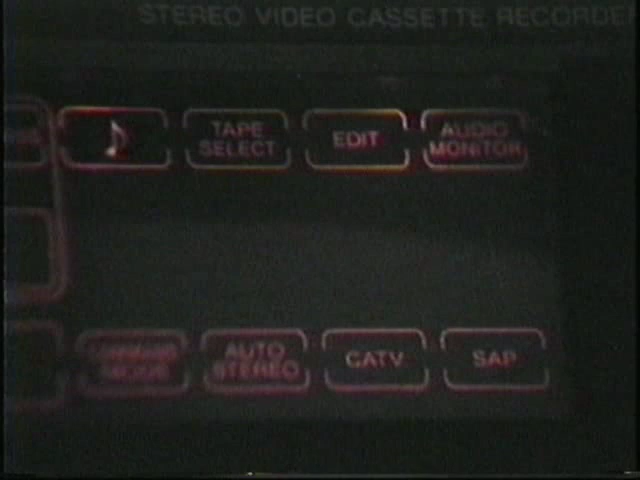 STEREO VIDEO CASSETTE RECORDER
TAPE
SELECT
EDIT
AUDIO
MONITOR
AUTO
STEREO
CATV
SAP